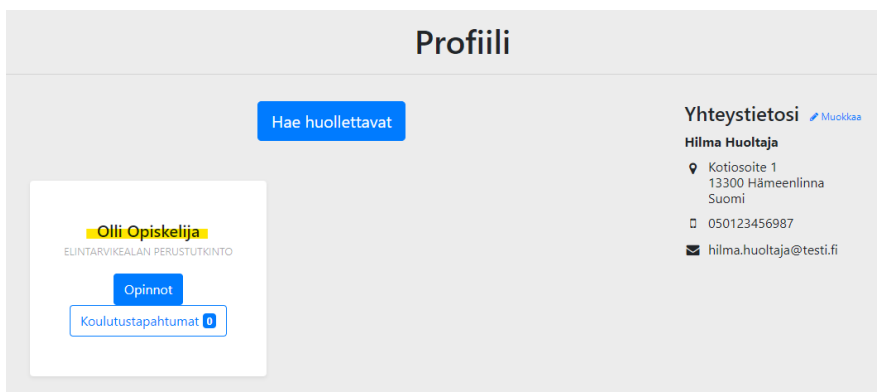 Profiili
Hae huollettavat
Olli Opiskelija
ELINTARVIKEALAN PERUSTUTKINTO
Opinnot
Koulutustapahtumat 0
Yhteystietosi Muokkaa
Hilma Huoltaja
Kotiosoite 1
13300 Hämeenlinna
Suomi
050123456987
hilma.huoltaja@testi.fi